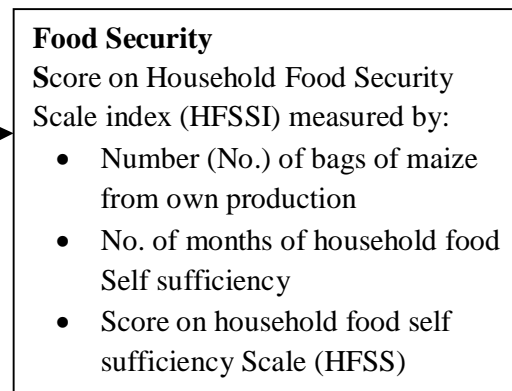 Food Security
Score on Household Food Security
Scale index (HFSSI) measured by:
• Number (No.) of bags of maize
from own production
• No. of months of household food
Self sufficiency
• Score on household food self
sufficiency Scale (HFSS)